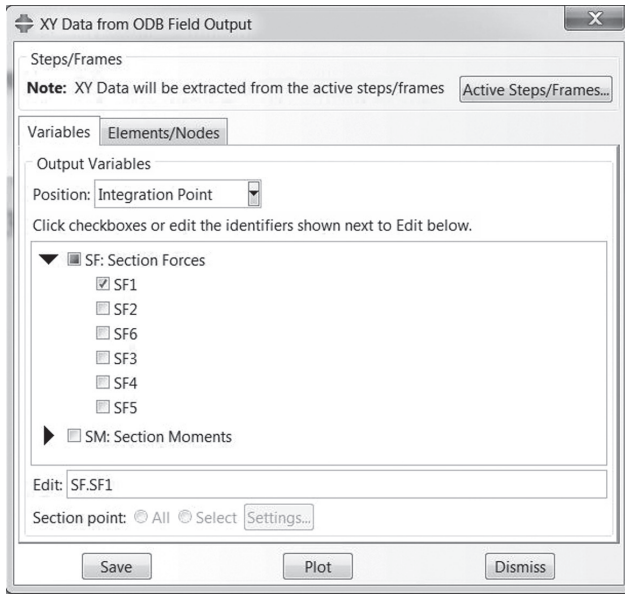 XY Data from ODB Field Output
Steps/Frames
Note: XY Data will be extracted from the active steps/frames
Active Steps/Frames...
Variables
Elements/Nodes
Output Variables
Position: Integration Point
Click checkboxes or edit the identifiers shown next to Edit below.
SF: Section Forces
SF1
SF2
SF6
SF3
SF4
SF5
SM: Section Moments
Edit: SF.SF1
Section point: All Select Settings...
Save Plot Dismiss